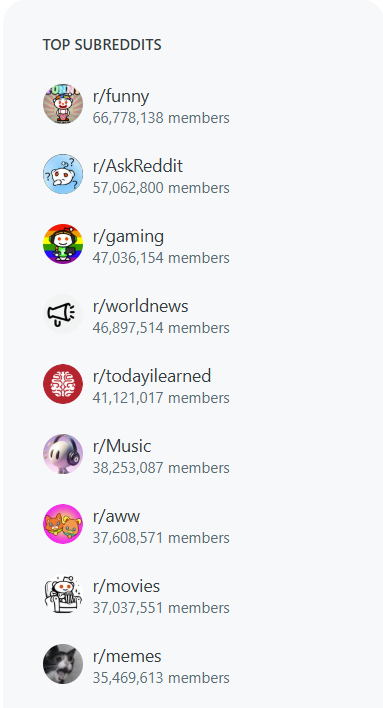 TOP SUBREDDITS
r/funny
66,778,138 members
r/AskReddit
57,062,800 members
r/gaming
47,036,154 members
r/worldnews
46,897,514 members
r/todayilearned
41,121,017 members
r/Music
38,253,087 members
r/aww
37,608,571 members
r/movies
37,037,551 members
r/memes
35,469,613 members